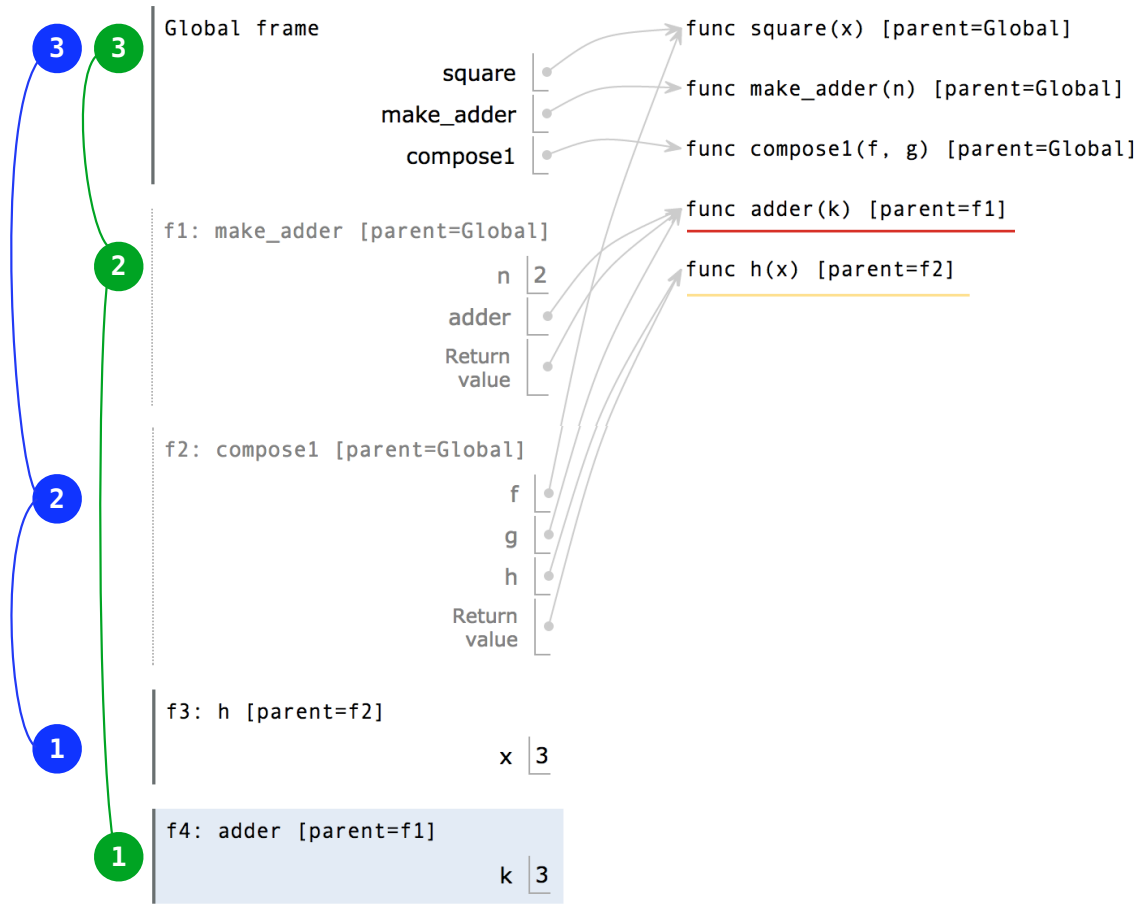 3 3 Global frame func square(x) [parent=Global]
square
make_adder func make_adder(n) [parent=Global]
compose1 func compose1(f, g) [parent=Global]
func adder(k) [parent=f1]
f1: make_adder [parent=Global]
2 n 2 func h(x) [parent=f2]
adder
Return
value
f2: compose1 [parent=Global]
2 f
g
h
Return
value
f3: h [parent=f2]
1 x 3
f4: adder [parent=f1]
1 k 3